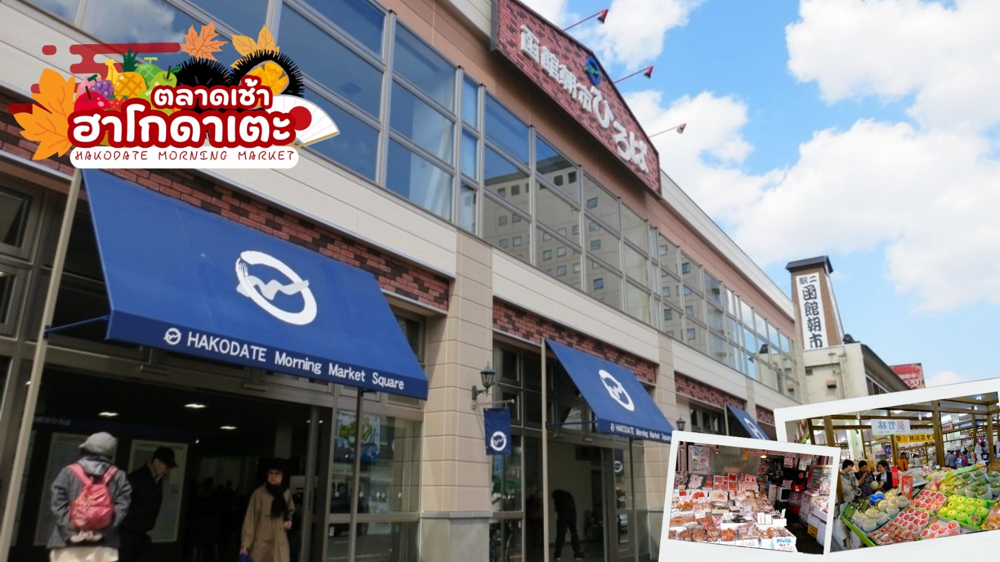 ตลาดเช้า
ฮาโกดาเตะ
HAKODATE MORNING MARKET
函館朝市ひろば
駅二
函館朝市
HAKODATE Morning Market Square
HAKODATE Morning Market Square
竹林